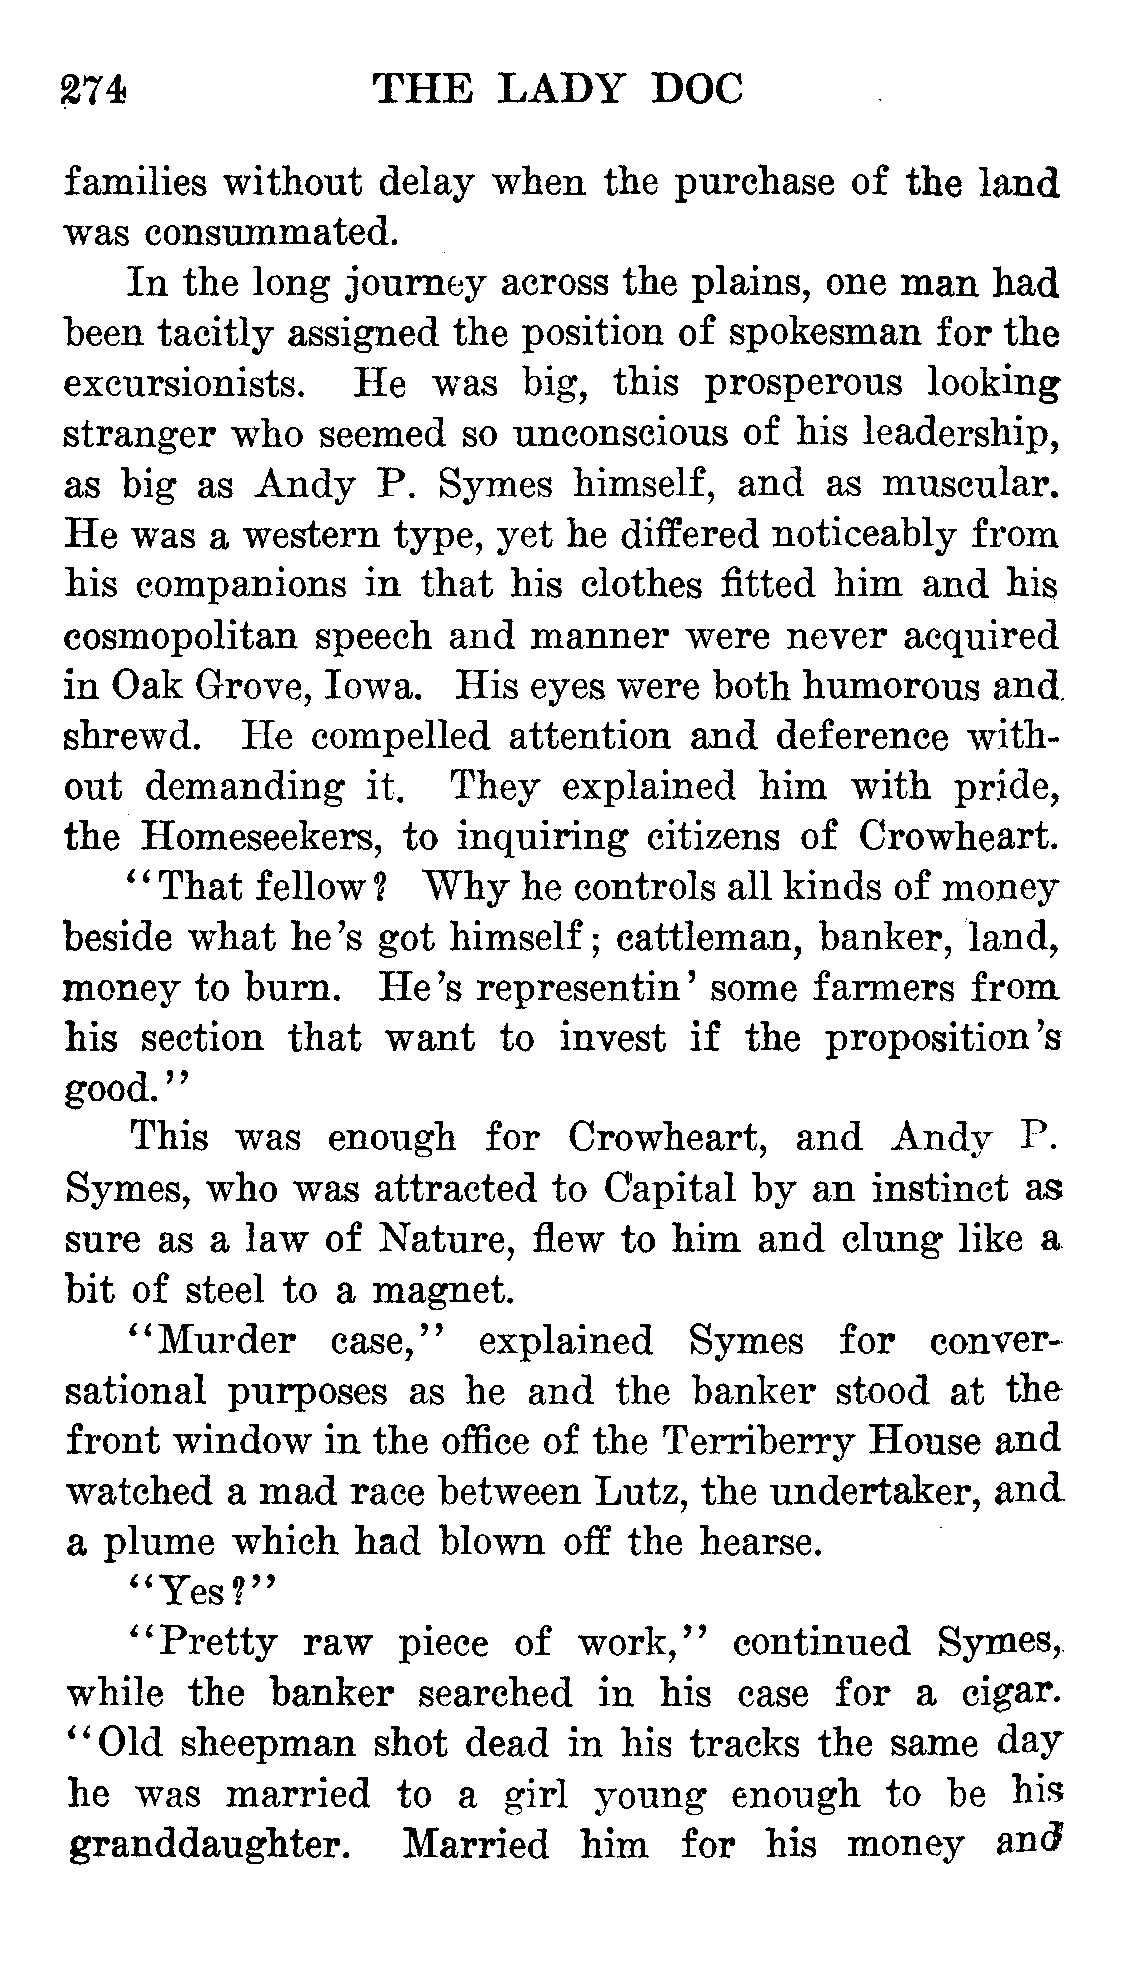 274 THE LADY DOC
families without delay when the purchase of the land
was consummated.
In the long journey across the plains, one man had
been tacitly assigned the position of spokesman for the
excursionists. He was big, this prosperous looking
stranger who seemed so unconscious of his leadership,
as big as Andy P. Symes himself, and as muscular.
He was a western type, yet he differed noticeably from
his companions in that his clothes fitted him and his
cosmopolitan speech and manner were never acquired
in Oak Grove, Iowa. His eyes were both humorous and
shrewd. He compelled attention and deference with-
out demanding it. They explained him with pride,
the Homeseekers, to inquiring citizens of Crowheart.
"That fellow? Why he controls all kinds of money
beside what he's got himself; cattleman, banker, land,
money to burn. He's representin' some farmers from
his section that want to invest if the proposition's
good."
This was enough for Crowheart, and Andy P.
Symes, who was attracted to Capital by an instinct as
sure as a law of Nature, flew to him and clung like a
bit of steel to a magnet.
"Murder case," explained Symes for conver-
sational purposes as he and the banker stood at the
front window in the office of the Terriberry House and
watched a mad race between Lutz, the undertaker, and
a plume which had blown off the hearse.
"Yes?"
"Pretty raw piece of work," continued Symes,
while the banker searched in his case for a cigar.
"Old sheepman shot dead in his tracks the same day
he was married to a girl young enough to be his
granddaughter. Married him for his money and